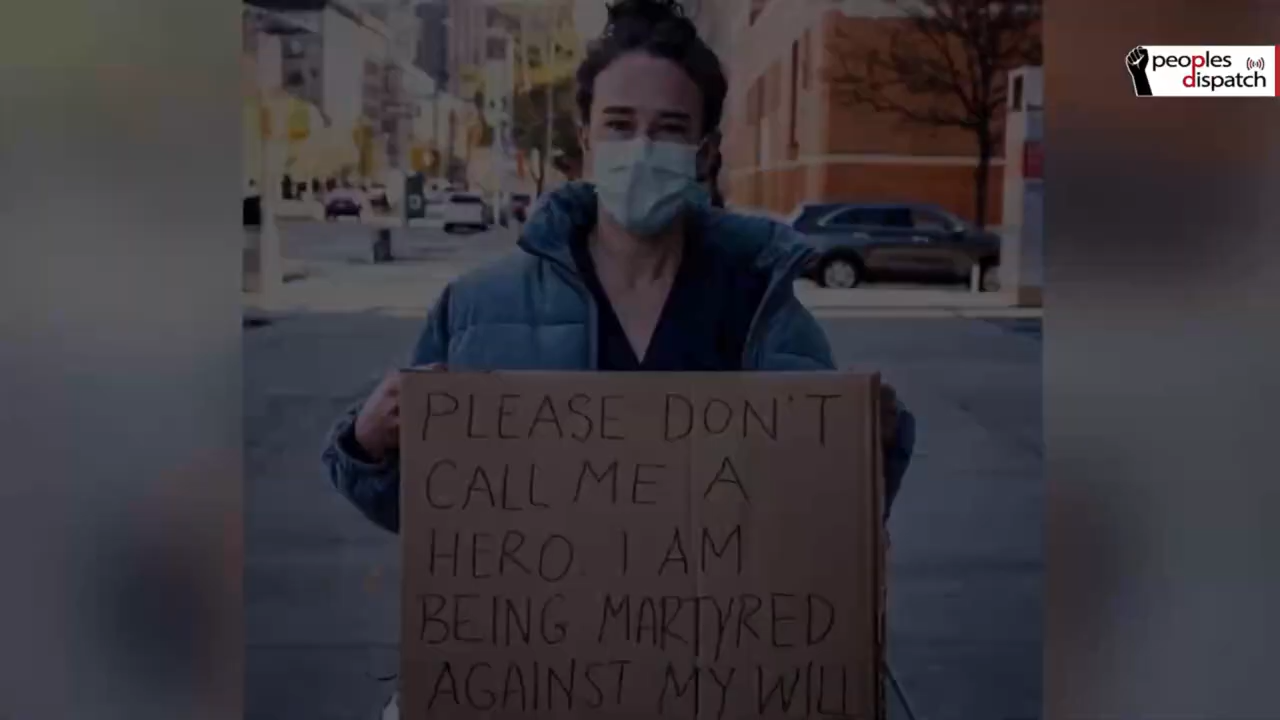 peoples
dispatch
PLEASE DON'T
CALL ME A
HERO. I AM
BEING MARTYRED
AGAINST MY WILL